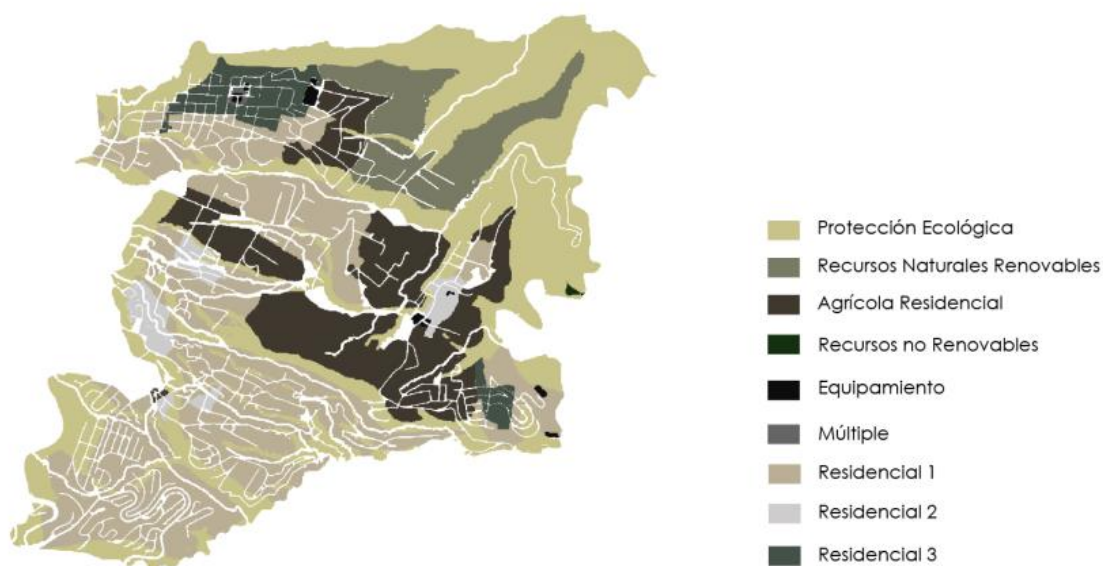 Protección Ecológica
Recursos Naturales Renovables
Agrícola Residencial
Recursos no Renovables
Equipamiento
Múltiple
Residencial 1
Residencial 2
Residencial 3